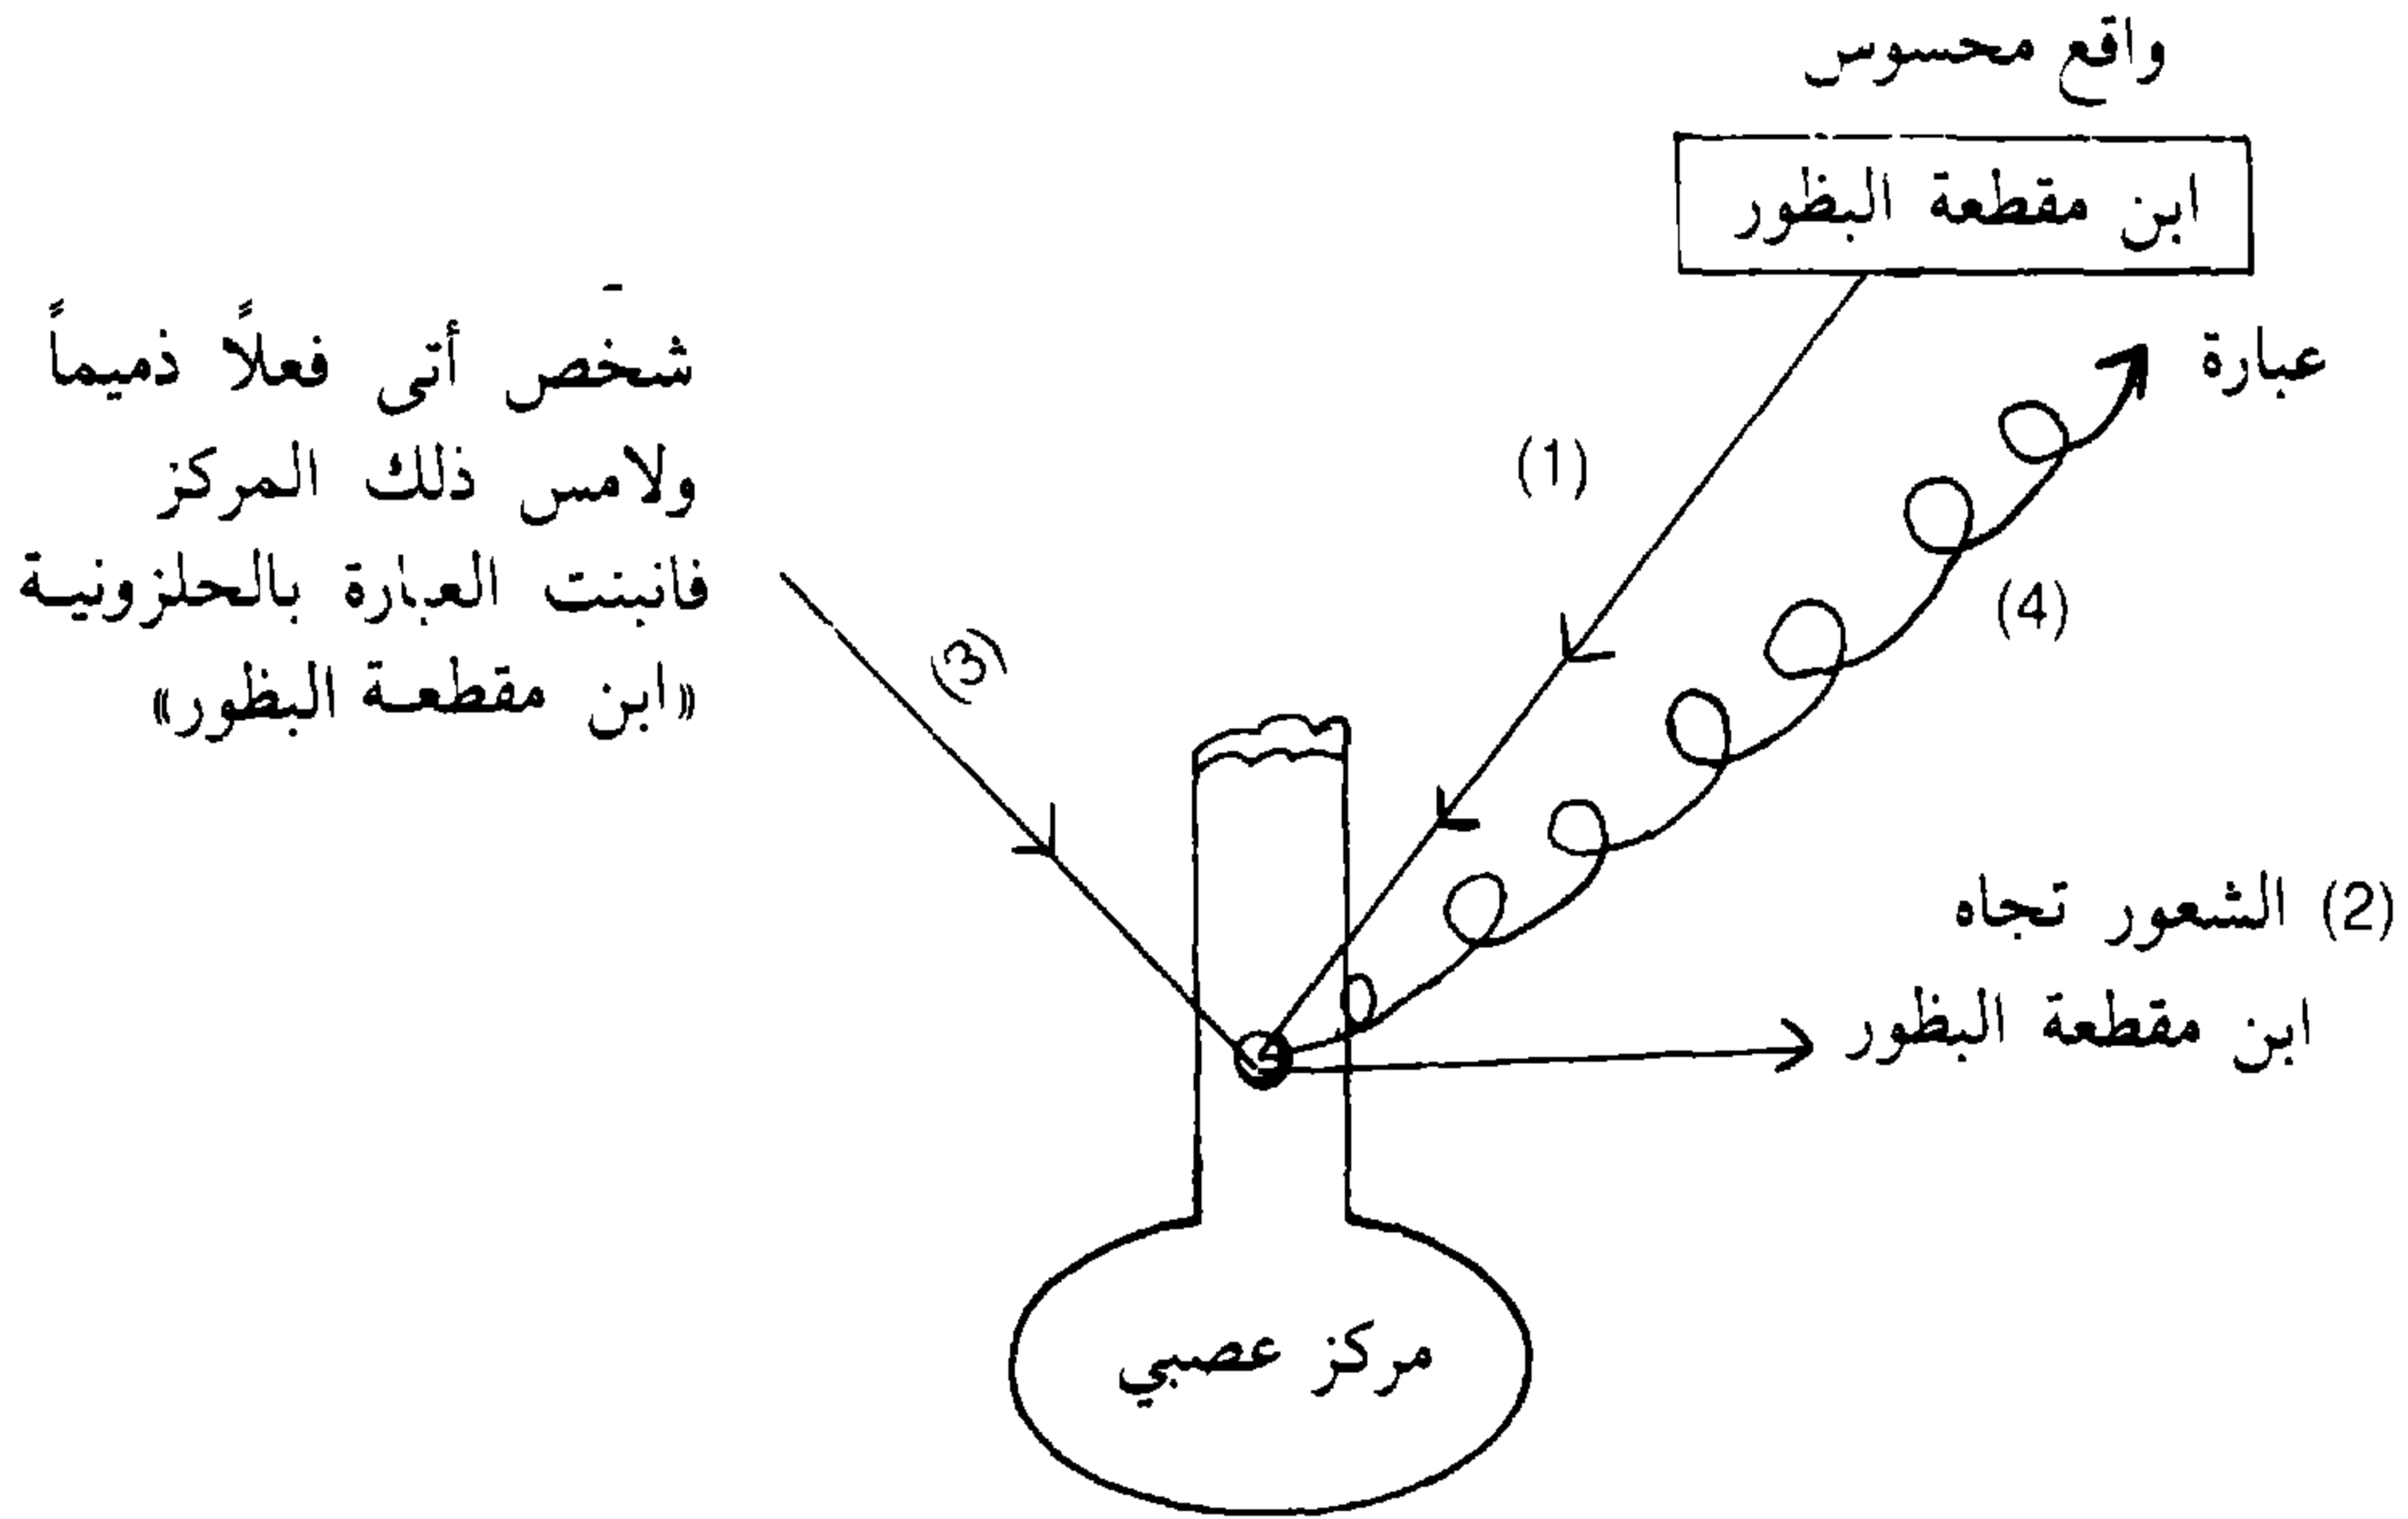 واقع محسوس
ابن مقطعة البظور
عبارة
(1)
(4)
شخَص أتى فعلاً ذميماً
ولامس ذلك المركز
فانبنت العبارة بالحلزونية
«ابن مقطعة البظور»
(3)
(2) الشعور تجاه
ابن مقطعة البظور
مركز عصبي